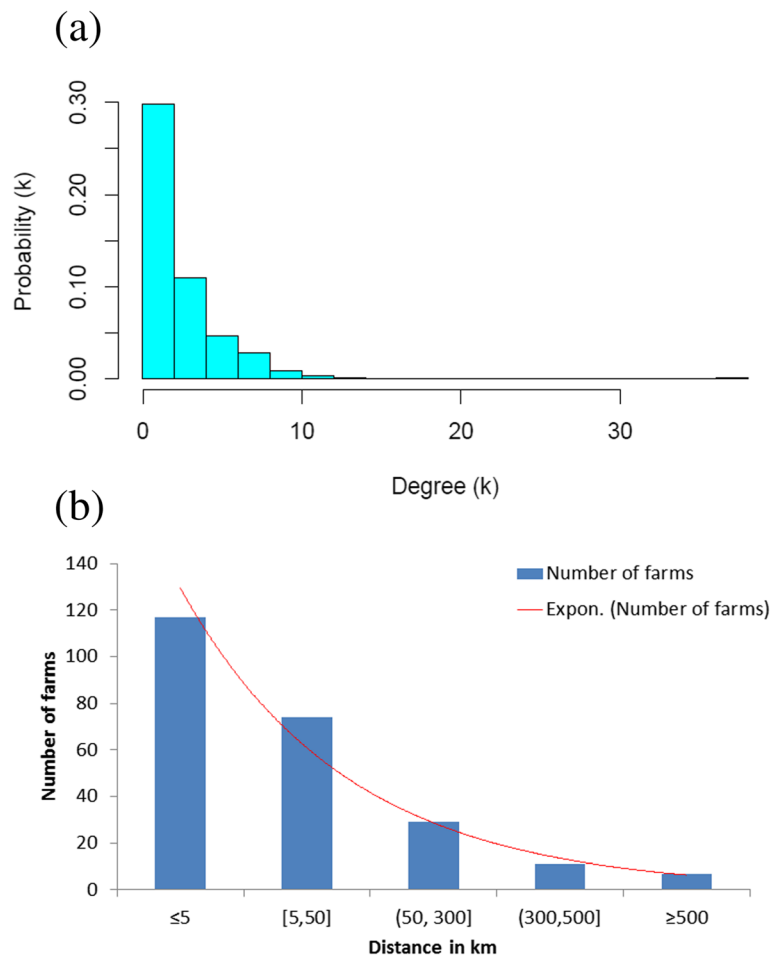 (a)
Probability (k)
0.30
0.20
0.10
0.00
0 10 20 30
Degree (k)
(b)
Number of farms
140
120
100
80
60
40
20
0
Number of farms
Expon. (Number of farms)
≤5 [5,50] (50, 300] (300,500] ≥500
Distance in km